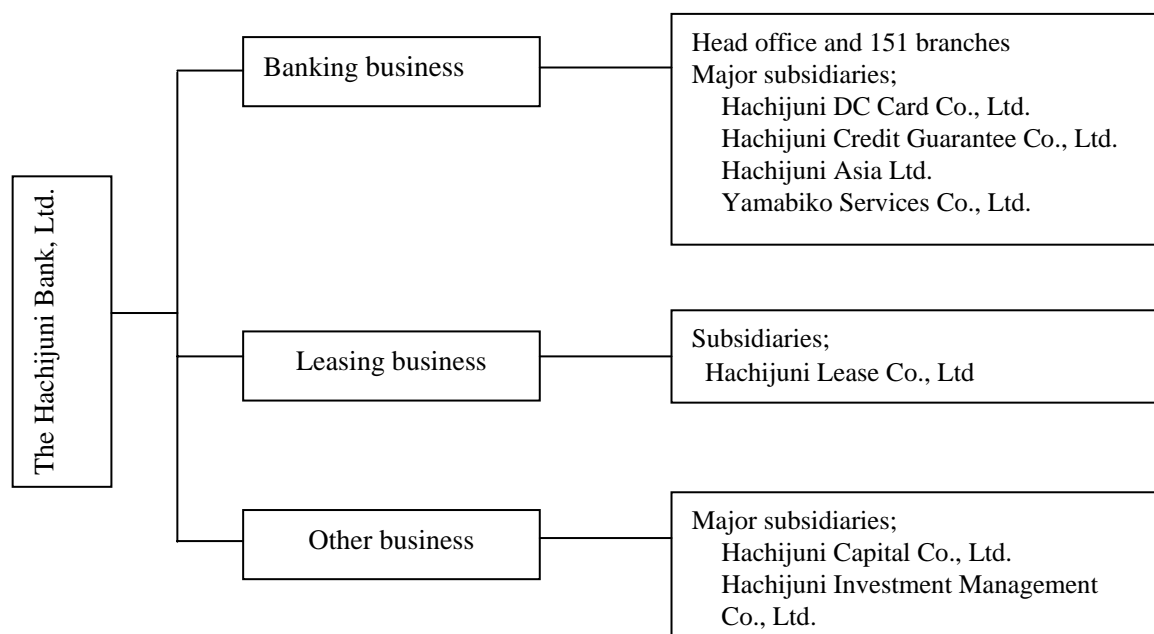 The Hachijuni Bank, Ltd.
Banking business
Head office and 151 branches
Major subsidiaries;
Hachijuni DC Card Co., Ltd.
Hachijuni Credit Guarantee Co., Ltd.
Hachijuni Asia Ltd.
Yamabiko Services Co., Ltd.
Leasing business
Subsidiaries;
Hachijuni Lease Co., Ltd
Other business
Major subsidiaries;
Hachijuni Capital Co., Ltd.
Hachijuni Investment Management
Co., Ltd.